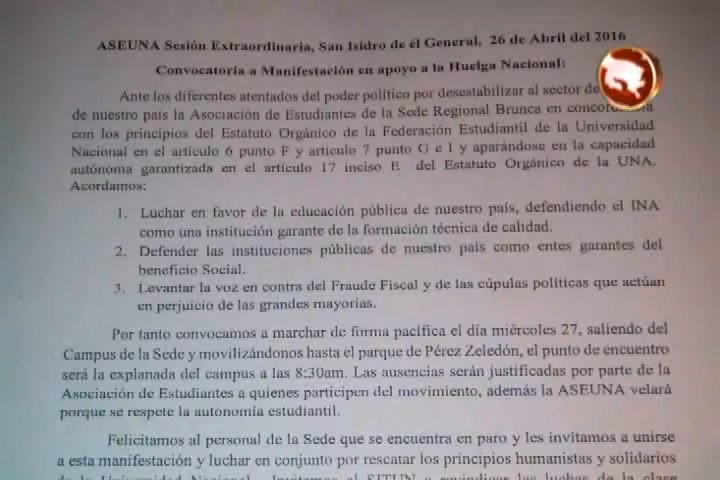 ASEUNA Sesión Extraordinaria, San Isidro de él General, 26 de Abril del 2016
Convocatoria a Manifestación en apoyo a la Huelga Nacional:
Ante los diferentes atentados del poder político por desestabilizar al sector de
de nuestro país la Asociación de Estudiantes de la Sede Regional Brunca en
con los principios del Estatuto Orgánico de la Federación Estudiantil de la Universidad
Nacional en el artículo 6 punto F y artículo 7 punto G e I y aparándose en la capacidad
autónoma garantizada en el artículo 17 inciso E del Estatuto Orgánico de la UNA.
Acordamos:
1. Luchar en favor de la educación pública de nuestro país, defendiendo el INA
como una institución garante de la formación técnica de calidad.
2. Defender las instituciones públicas de nuestro país como entes garantes del
beneficio Social.
3. Levantar la voz en contra del Fraude Fiscal y de las cúpulas políticas que actúan
en perjuicio de las grandes mayorías.
Por tanto convocamos a marchar de forma pacífica el día miércoles 27, saliendo del
Campus de la Sede y movilizándonos hasta el parque de Pérez Zeledón, el punto de encuentro
será la explanada del campus a las 8:30am. Las ausencias serán justificadas por parte de la
Asociación de Estudiantes a quienes participen del movimiento, además la ASEUNA velará
porque se respete la autonomía estudiantil.
Felicitamos al personal de la Sede que se encuentra en paro y les invitamos a unirse
a esta manifestación y luchar en conjunto por rescatar los principios humanistas y solidarios